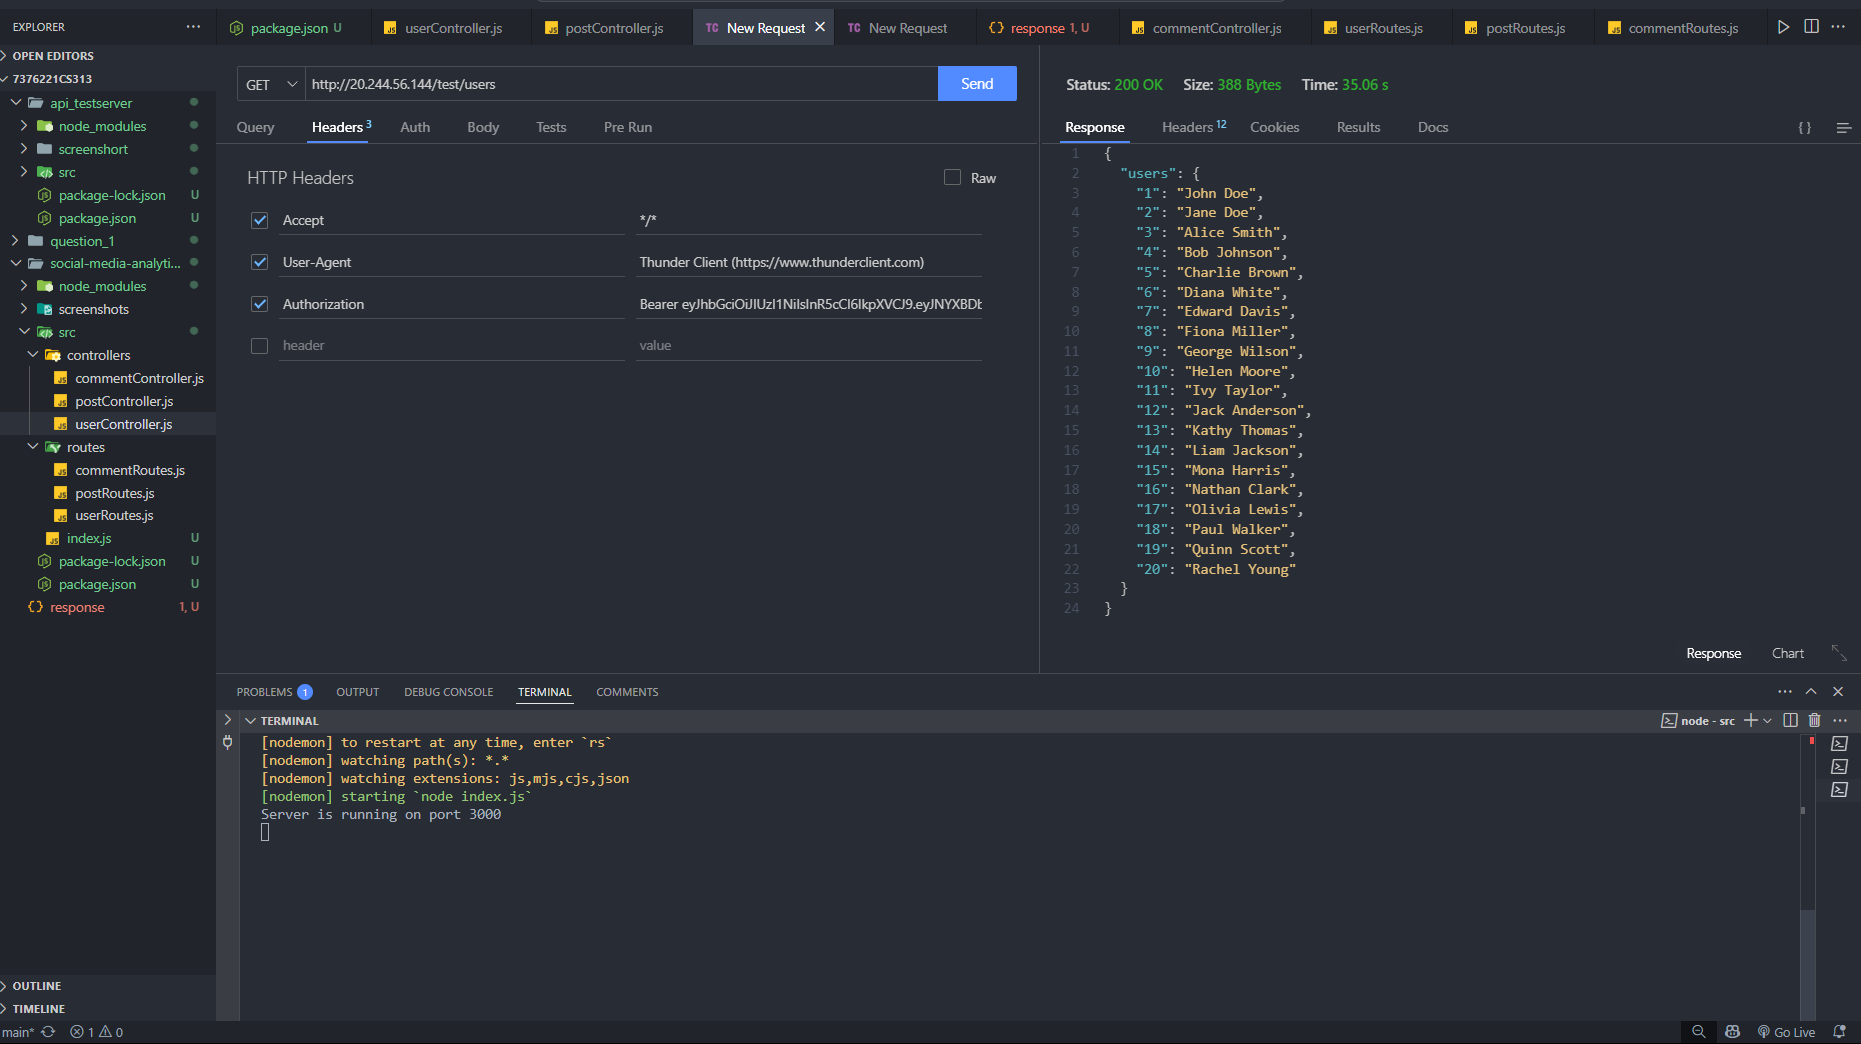 EXPLORER
package.json U
userController.js
postController.js
TC New Request
TC New Request
response 1, U
commentController.js
userRoutes.js
postRoutes.js
commentRoutes.js
OPEN EDITORS
7376221CS313
api_testserver
node_modules
screenshort
src
package-lock.json U
package.json U
question_1
social-media-analyti...
node_modules
screenshots
src
controllers
commentController.js
postController.js
userController.js
routes
commentRoutes.js
postRoutes.js
userRoutes.js
index.js U
package-lock.json U
package.json U
response 1, U
OUTLINE
TIMELINE
GET http://20.244.56.144/test/users Send
Query Headers 3 Auth Body Tests Pre Run
HTTP Headers Raw
Accept */*
User-Agent Thunder Client (https://www.thunderclient.com)
Authorization Bearer
header value
Status: 200 OK Size: 388 Bytes Time: 35.06 s
Response Headers 12 Cookies Results Docs { }
1 {
2 "users": {
3 "1": "John Doe",
4 "2": "Jane Doe",
5 "3": "Alice Smith",
6 "4": "Bob Johnson",
7 "5": "Charlie Brown",
8 "6": "Diana White",
9 "7": "Edward Davis",
10 "8": "Fiona Miller",
11 "9": "George Wilson",
12 "10": "Helen Moore",
13 "11": "Ivy Taylor",
14 "12": "Jack Anderson",
15 "13": "Kathy Thomas",
16 "14": "Liam Jackson",
17 "15": "Mona Harris",
18 "16": "Nathan Clark",
19 "17": "Olivia Lewis",
20 "18": "Paul Walker",
21 "19": "Quinn Scott",
22 "20": "Rachel Young"
23 }
24 }
Response Chart
PROBLEMS 1 OUTPUT DEBUG CONSOLE TERMINAL COMMENTS
TERMINAL node - src
[nodemon] to restart at any time, enter `rs`
[nodemon] watching path(s): *.*
[nodemon] watching extensions: js,mjs,cjs,json
[nodemon] starting `node index.js`
Server is running on port 3000
main* 1 0 Go Live